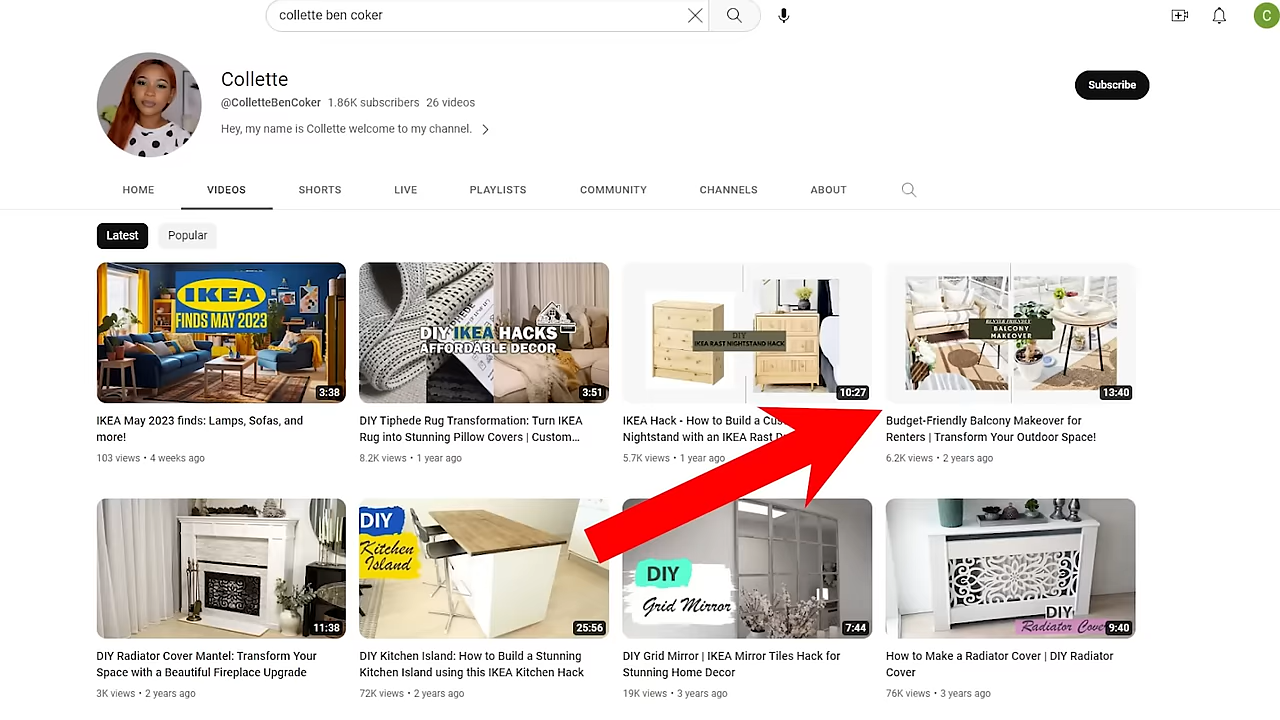 collette ben coker
C
Collette
@ColletteBenCoker 1.86K subscribers 26 videos
Hey, my name is Collette welcome to my channel.
Subscribe
HOME VIDEOS SHORTS LIVE PLAYLISTS COMMUNITY CHANNELS ABOUT
Latest Popular
IKEA
FINDS MAY 2023
3:38
DIY IKEA HACKS
AFFORDABLE DECOR
3:51
DIY
IKEA RAST NIGHTSTAND HACK
10:27
RENTER FRIENDLY
BALCONY
MAKEOVER
13:40
IKEA May 2023 finds: Lamps, Sofas, and
more!
103 views • 4 weeks ago
DIY Tiphede Rug Transformation: Turn IKEA
Rug into Stunning Pillow Covers | Custom...
8.2K views • 1 year ago
IKEA Hack - How to Build a Cus
Nightstand with an IKEA Rast D
5.7K views • 1 year ago
Budget-Friendly Balcony Makeover for
Renters | Transform Your Outdoor Space!
6.2K views • 2 years ago
11:38
DIY
Kitchen
Island
25:56
DIY
Grid Mirror
7:44
DIY
Radiator Cover
9:40
DIY Radiator Cover Mantel: Transform Your
Space with a Beautiful Fireplace Upgrade
3K views • 2 years ago
DIY Kitchen Island: How to Build a Stunning
Kitchen Island using this IKEA Kitchen Hack
72K views • 2 years ago
DIY Grid Mirror | IKEA Mirror Tiles Hack for
Stunning Home Decor
19K views • 3 years ago
How to Make a Radiator Cover | DIY Radiator
Cover
76K views • 3 years ago